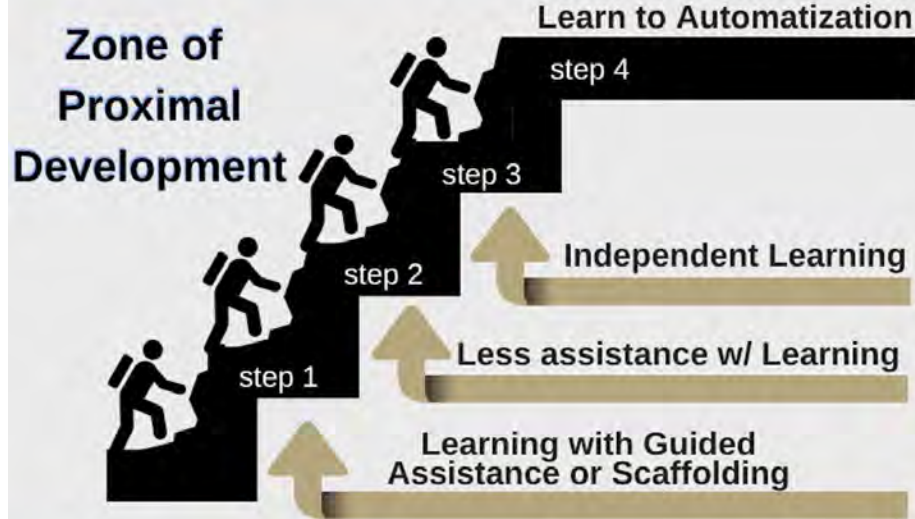 Zone of
Proximal
Development
Learn to Automatization
step 4
step 3
step 2
step 1
Independent Learning
Less assistance w/ Learning
Learning with Guided
Assistance or Scaffolding